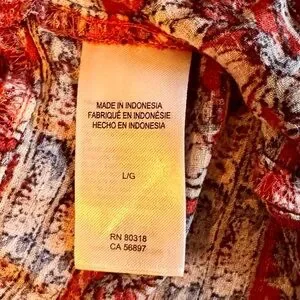 MADE IN INDONESIA
FABRIQUÉ EN INDONÉSIE
HECHO EN INDONESIA
L/G
RN 80318
CA 56897